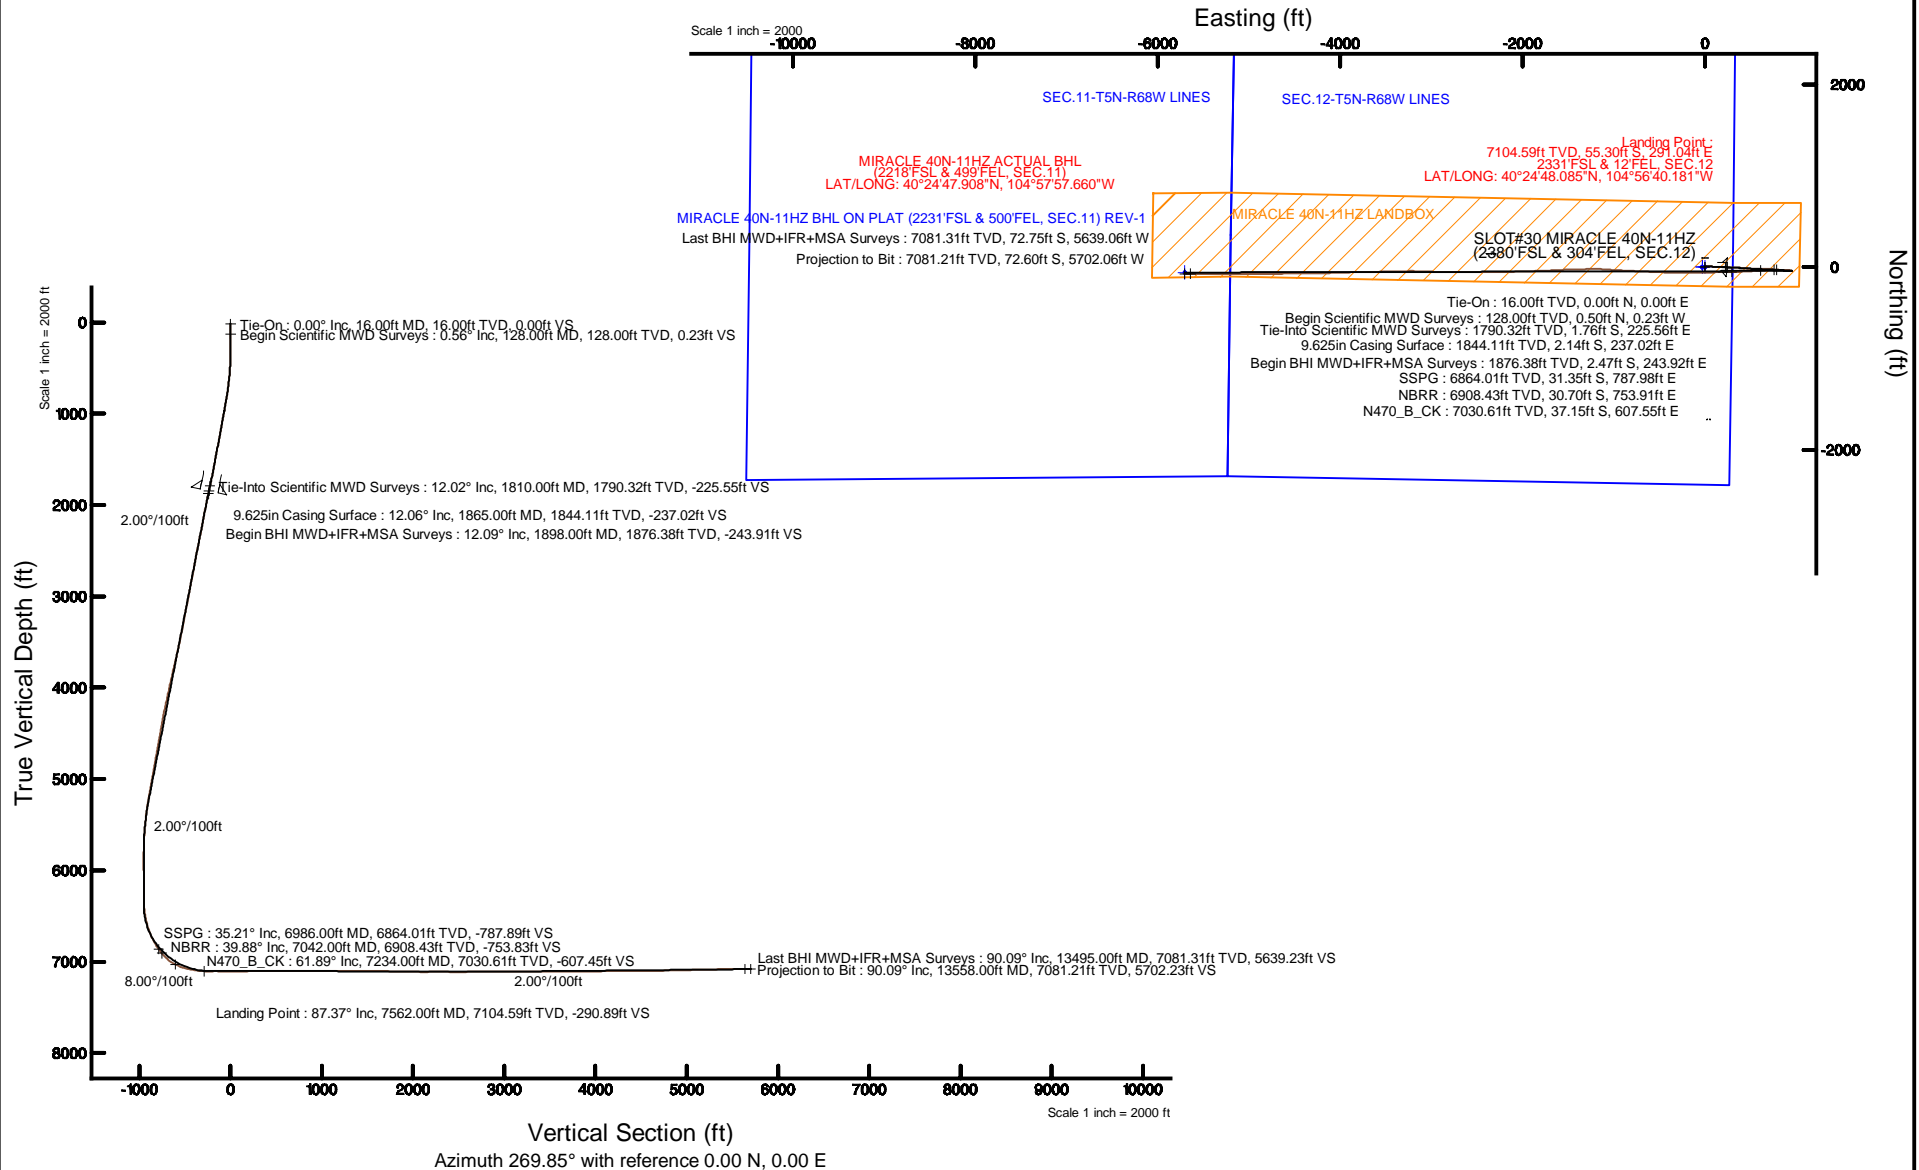 Easting (ft)
Scale 1 inch = 2000
-10000
-8000
-6000
-4000
-2000
0
2000
0
-2000
Northing (ft)
SEC.11-T5N-R68W LINES
SEC.12-T5N-R68W LINES
MIRACLE 40N-11HZ ACTUAL BHL
(2218'FSL & 499'FEL, SEC.11)
LAT/LONG: 40°24'47.908"N, 104°57'57.660"W
Landing Point :
7104.59ft TVD, 55.30ft S, 291.04ft E
2331'FSL & 12'FEL, SEC.12
LAT/LONG: 40°24'48.085"N, 104°56'40.181"W
MIRACLE 40N-11HZ BHL ON PLAT (2231'FSL & 500'FEL, SEC.11) REV-1
MIRACLE 40N-11HZ LANDBOX
Last BHI MWD+IFR+MSA Surveys : 7081.31ft TVD, 72.75ft S, 5639.06ft W
Projection to Bit : 7081.21ft TVD, 72.60ft S, 5702.06ft W
SLOT#30 MIRACLE 40N-11HZ
(2380'FSL & 304'FEL, SEC.12)
Tie-On : 16.00ft TVD, 0.00ft N, 0.00ft E
Begin Scientific MWD Surveys : 128.00ft TVD, 0.50ft N, 0.23ft W
Tie-Into Scientific MWD Surveys : 1790.32ft TVD, 1.76ft S, 225.56ft E
9.625in Casing Surface : 1844.11ft TVD, 2.14ft S, 237.02ft E
Begin BHI MWD+IFR+MSA Surveys : 1876.38ft TVD, 2.47ft S, 243.92ft E
SSPG : 6864.01ft TVD, 31.35ft S, 787.98ft E
NBRR : 6908.43ft TVD, 30.70ft S, 753.91ft E
N470_B_CK : 7030.61ft TVD, 37.15ft S, 607.55ft E
Scale 1 inch = 2000 ft
True Vertical Depth (ft)
0
1000
2000
3000
4000
5000
6000
7000
8000
Tie-On : 0.00° Inc, 16.00ft MD, 16.00ft TVD, 0.00ft VS
Begin Scientific MWD Surveys : 0.56° Inc, 128.00ft MD, 128.00ft TVD, 0.23ft VS
Tie-Into Scientific MWD Surveys : 12.02° Inc, 1810.00ft MD, 1790.32ft TVD, -225.55ft VS
2.00°/100ft
9.625in Casing Surface : 12.06° Inc, 1865.00ft MD, 1844.11ft TVD, -237.02ft VS
Begin BHI MWD+IFR+MSA Surveys : 12.09° Inc, 1898.00ft MD, 1876.38ft TVD, -243.91ft VS
2.00°/100ft
SSPG : 35.21° Inc, 6986.00ft MD, 6864.01ft TVD, -787.89ft VS
NBRR : 39.88° Inc, 7042.00ft MD, 6908.43ft TVD, -753.83ft VS
N470_B_CK : 61.89° Inc, 7234.00ft MD, 7030.61ft TVD, -607.45ft VS
Last BHI MWD+IFR+MSA Surveys : 90.09° Inc, 13495.00ft MD, 7081.31ft TVD, 5639.23ft VS
Projection to Bit : 90.09° Inc, 13558.00ft MD, 7081.21ft TVD, 5702.23ft VS
8.00°/100ft
2.00°/100ft
Landing Point : 87.37° Inc, 7562.00ft MD, 7104.59ft TVD, -290.89ft VS
-1000
0
1000
2000
3000
4000
5000
6000
7000
8000
9000
10000
Scale 1 inch = 2000 ft
Vertical Section (ft)
Azimuth 269.85° with reference 0.00 N, 0.00 E